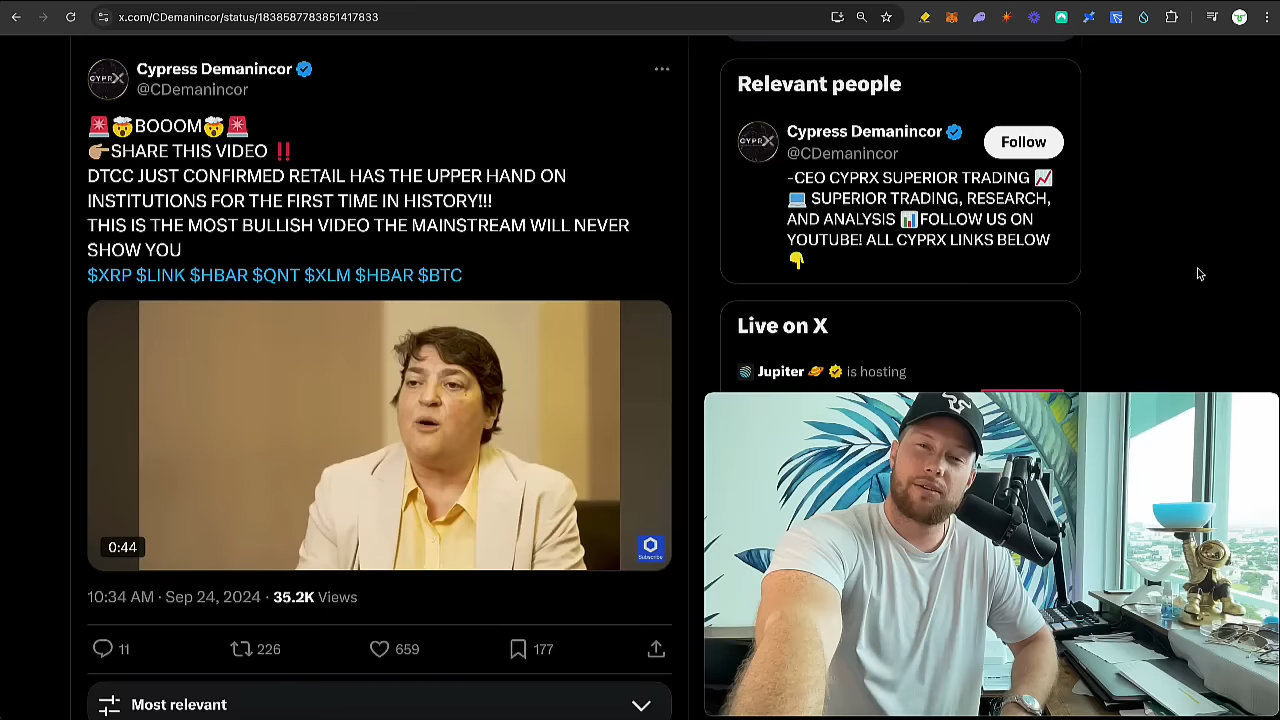 x.com/CDemanincor/status/1838587783851417833
CYPRX
Cypress Demanincor
@CDemanincor
🚨🤯BOOOM🤯🚨
👉🏽SHARE THIS VIDEO ‼️
DTCC JUST CONFIRMED RETAIL HAS THE UPPER HAND ON
INSTITUTIONS FOR THE FIRST TIME IN HISTORY!!!
THIS IS THE MOST BULLISH VIDEO THE MAINSTREAM WILL NEVER
SHOW YOU
$XRP $LINK $HBAR $QNT $XLM $HBAR $BTC
0:44
Subscribe
10:34 AM · Sep 24, 2024 · 35.2K Views
11 226 659 177
Most relevant
Relevant people
CYPRX
Cypress Demanincor
@CDemanincor
Follow
-CEO CYPRX SUPERIOR TRADING 📈
💻 SUPERIOR TRADING, RESEARCH,
AND ANALYSIS 📊FOLLOW US ON
YOUTUBE! ALL CYPRX LINKS BELOW
👇
Live on X
Jupiter 🪐 is hosting